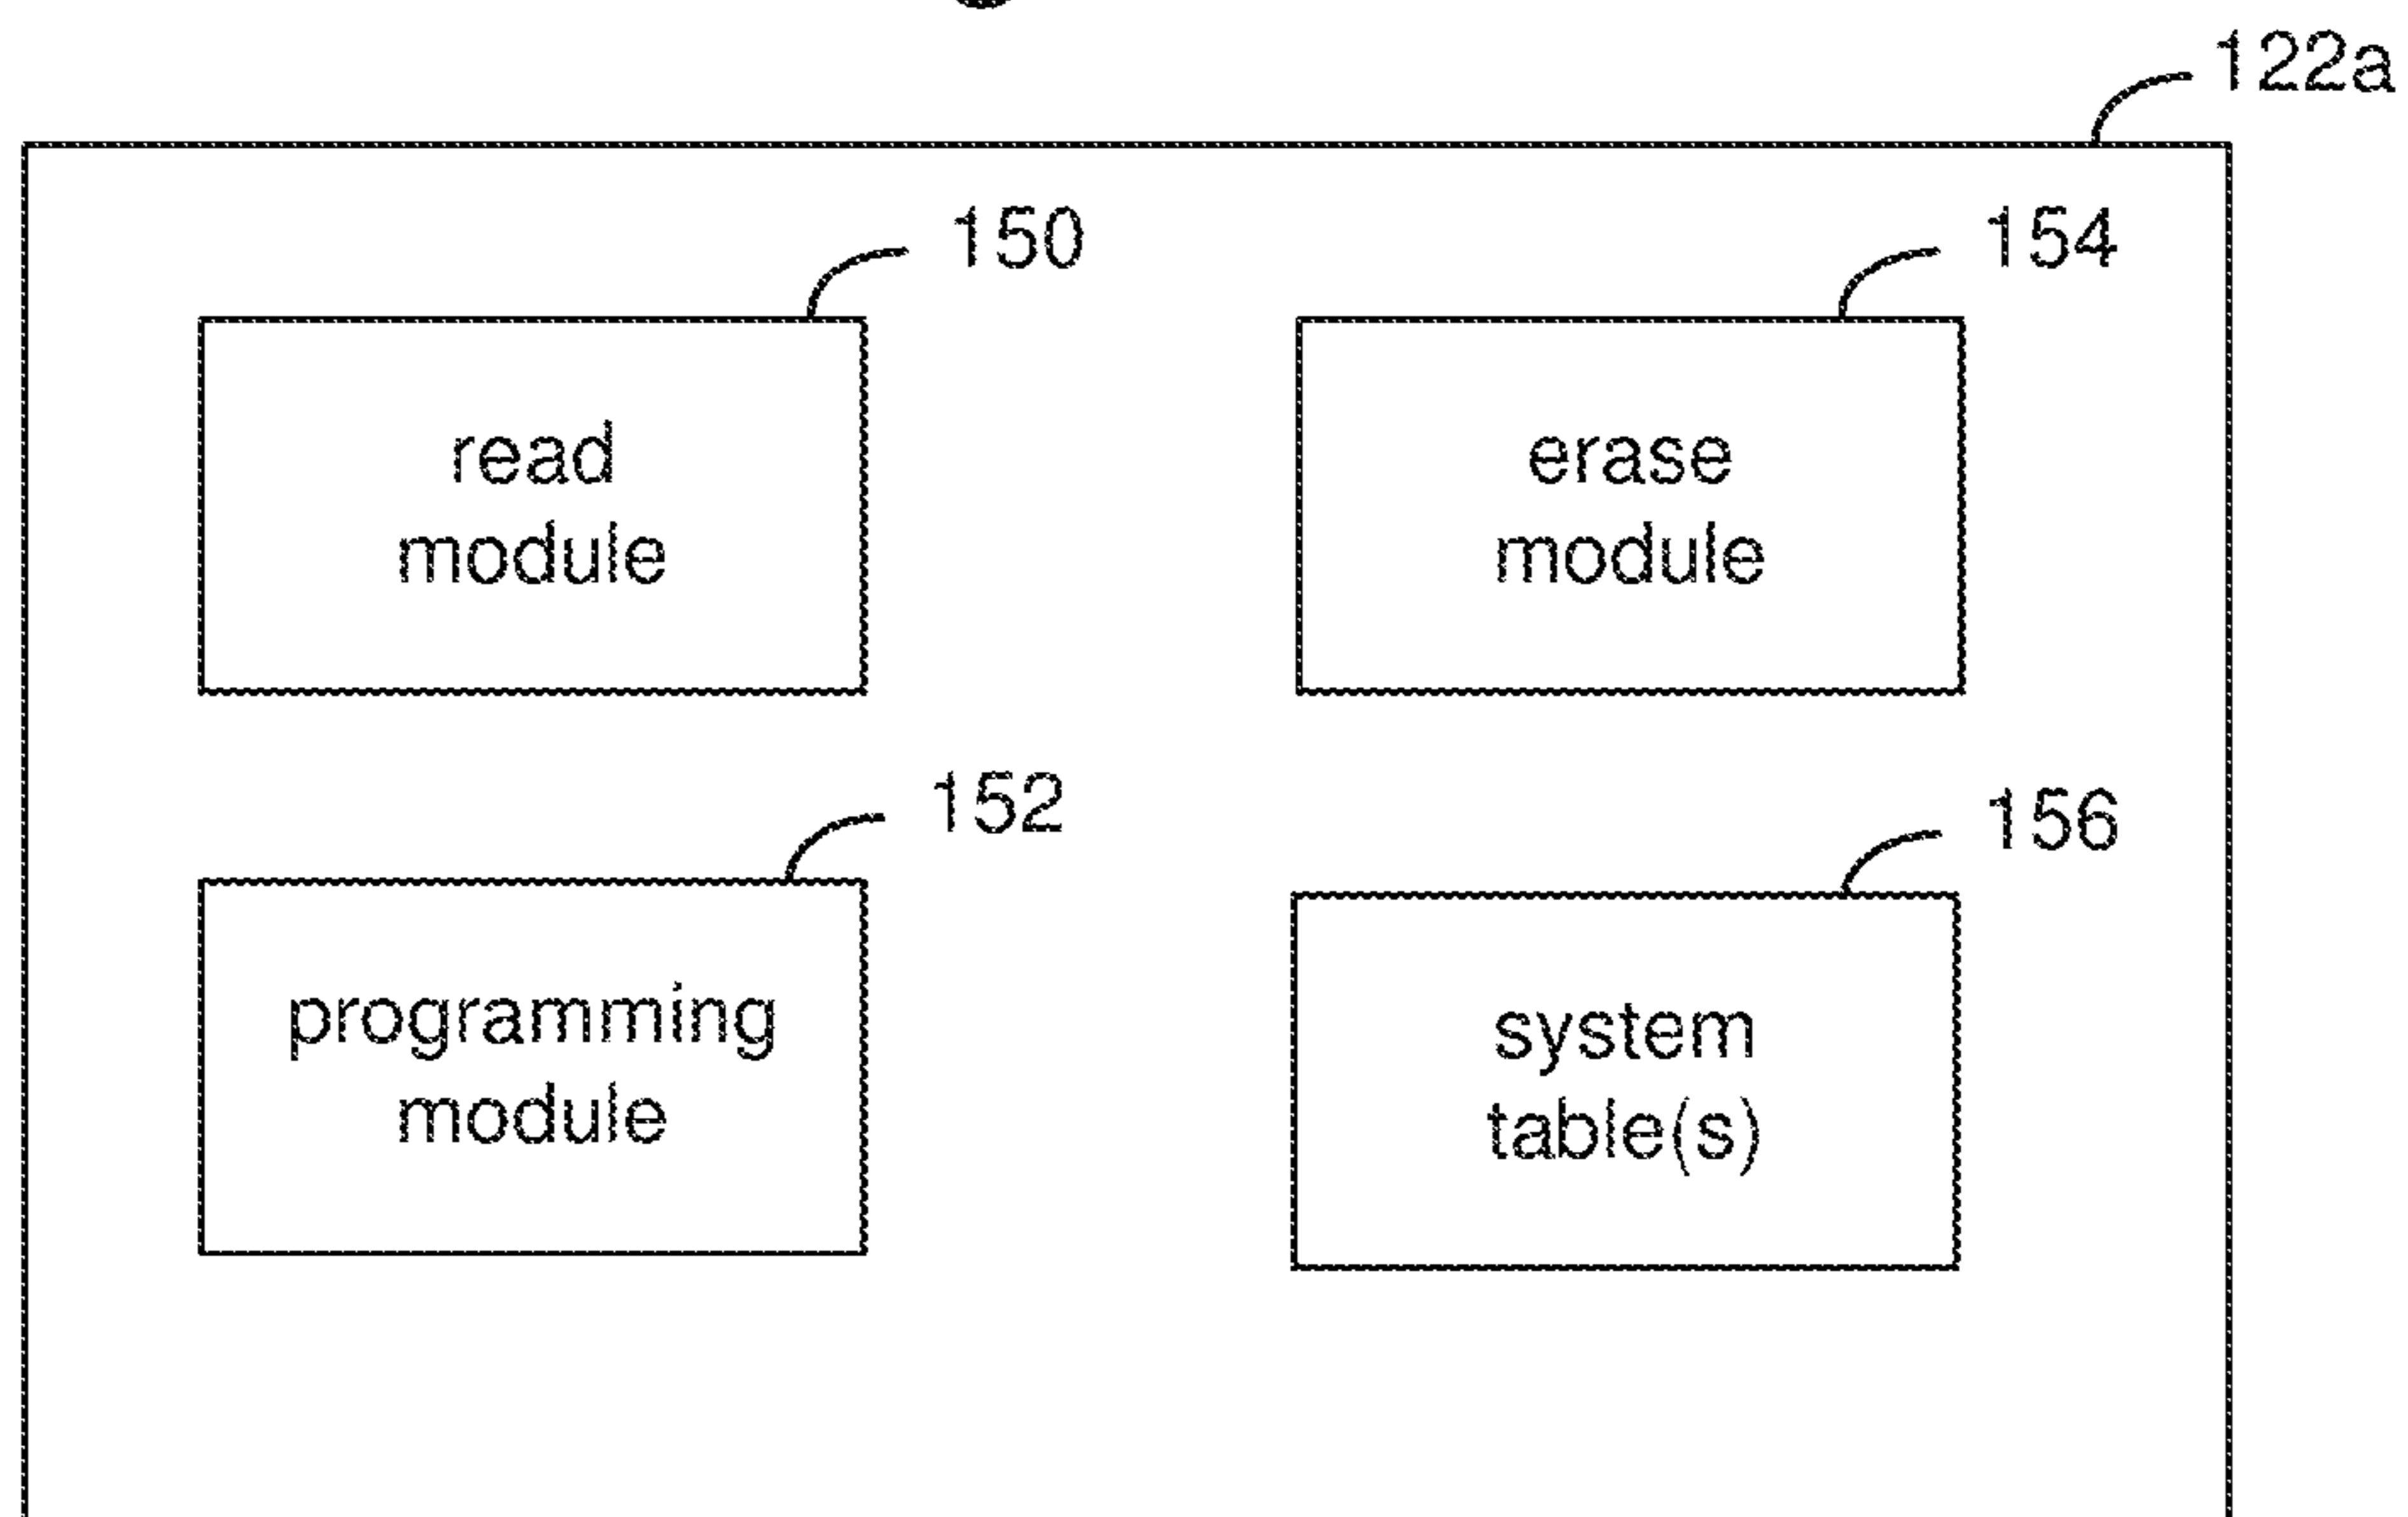 122a
150
154
read
module
erase
module
152
156
programming
module
system
table(s)